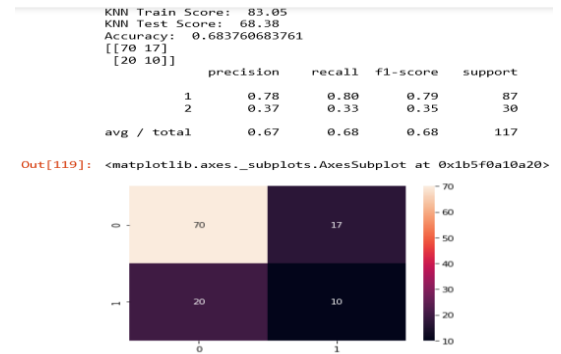 KNN Train Score: 83.05
KNN Test Score: 68.38
Accuracy: 0.683760683761
[[70 17]
[20 10]]
precision recall f1-score support
1 0.78 0.80 0.79 87
2 0.37 0.33 0.35 30
avg / total 0.67 0.68 0.68 117
Out[119]: <matplotlib.axes._subplots.AxesSubplot at 0x1b5f0a10a20>
70
0 70 17
60
50
40
1 20 10
30
20
10
0 1